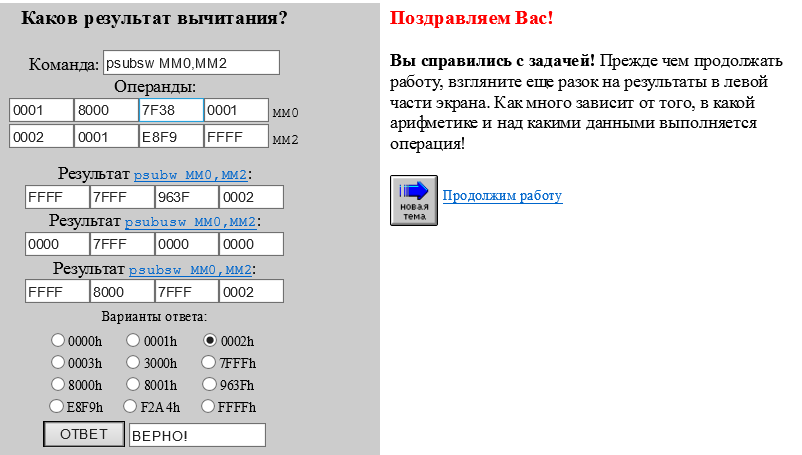 Каков результат вычитания?
Команда: psubsw MM0,MM2
Операнды:
0001 8000 7F38 0001 MM0
0002 0001 E8F9 FFFF MM2
Результат psubw MM0,MM2:
FFFF 7FFF 963F 0002
Результат psubusw MM0,MM2:
0000 7FFF 0000 0000
Результат psubsw MM0,MM2:
FFFF 8000 7FFF 0002
Варианты ответа:
0000h 0001h 0002h
0003h 3000h 7FFFh
8000h 8001h 963Fh
E8F9h F2A4h FFFFh
ОТВЕТ ВЕРНО!
Поздравляем Вас!
Вы справились с задачей! Прежде чем продолжать
работу, взгляните еще разок на результаты в левой
части экрана. Как много зависит от того, в какой
арифметике и над какими данными выполняется
операция!
новая
тема
Продолжим работу